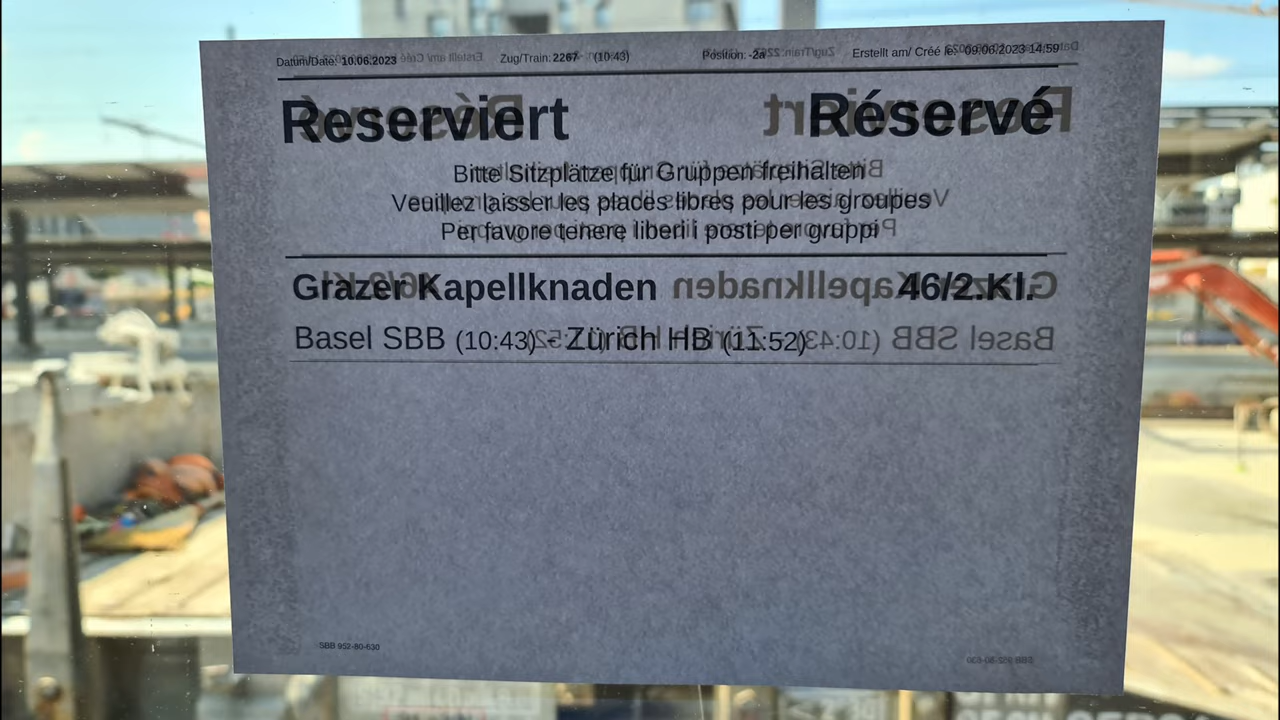 Datum/Date: 10.06.2023 Zug/Train: 2267 (10:43) Position: -2a Erstellt am/ Créé le: 09.06.2023 14:59
Reserviert Réservé
Bitte Sitzplätze für Gruppen freihalten
Veuillez laisser les places libres pour les groupes
Per favore tenere liberi i posti per gruppi
Grazer Kapellknaden 46/2.Kl.
Basel SBB (10:43) - Zürich HB (11:52)
SBB 952-80-630